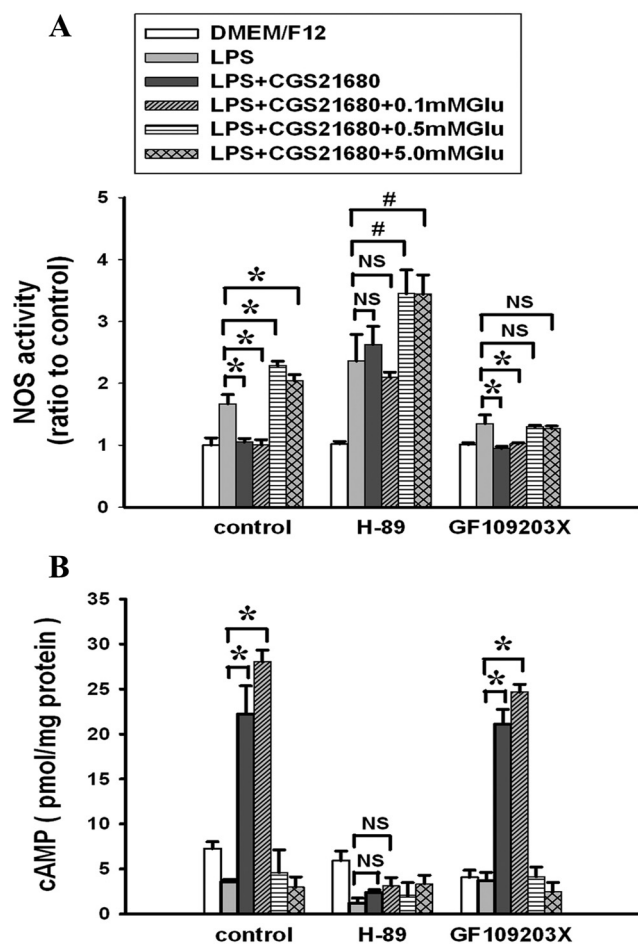 A
DMEM/F12
LPS
LPS+CGS21680
LPS+CGS21680+0.1mMGlu
LPS+CGS21680+0.5mMGlu
LPS+CGS21680+5.0mMGlu
NOS activity
(ratio to control)
5
4
3
2
1
0
*
*
*
*
#
#
NS
NS
NS
NS
*
*
control
H-89
GF109203X
B
cAMP ( pmol/mg protein )
35
30
25
20
15
10
5
0
*
*
NS
NS
*
*
control
H-89
GF109203X